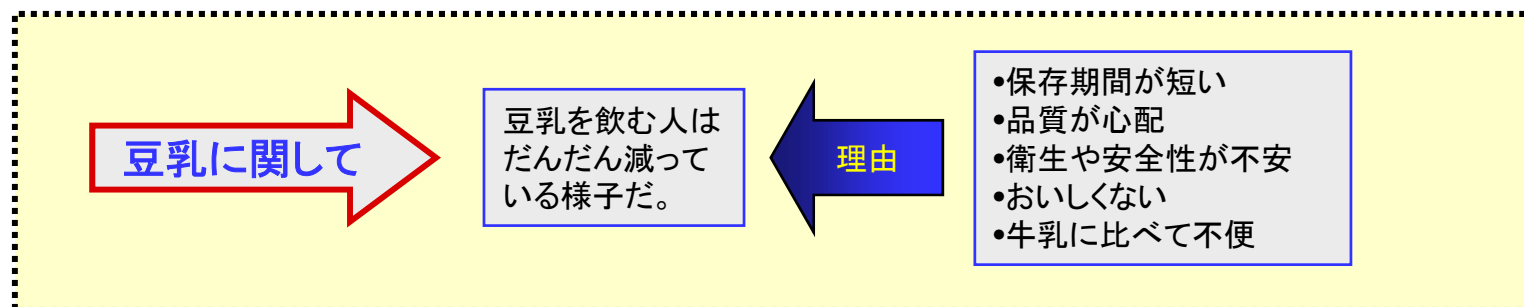 豆乳に関して
豆乳を飲む人は
だんだん減って
いる様子だ。
理由
•保存期間が短い
•品質が心配
•衛生や安全性が不安
•おいしくない
•牛乳に比べて不便